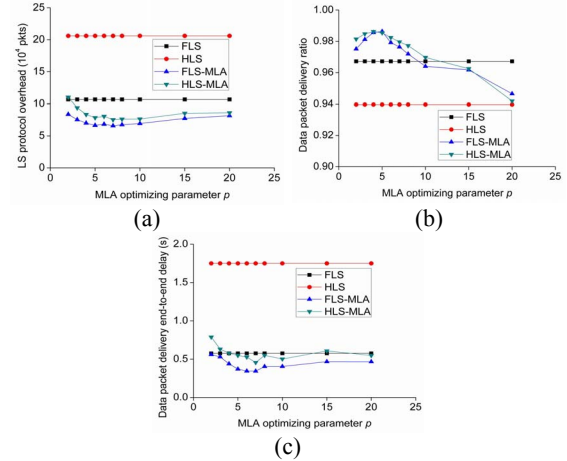 LS protocol overhead (10⁴ pkts)
25
20
15
10
5
0
0 5 10 15 20 25
MLA optimizing parameter p
FLS
HLS
FLS-MLA
HLS-MLA
(a)
Data packet delivery ratio
1.00
0.98
0.96
0.94
0.92
0.90
0 5 10 15 20 25
MLA optimizing parameter p
FLS
HLS
FLS-MLA
HLS-MLA
(b)
Data packet delivery end-to-end delay (s)
2.0
1.5
1.0
0.5
0.0
0 5 10 15 20 25
MLA optimizing parameter p
FLS
HLS
FLS-MLA
HLS-MLA
(c)